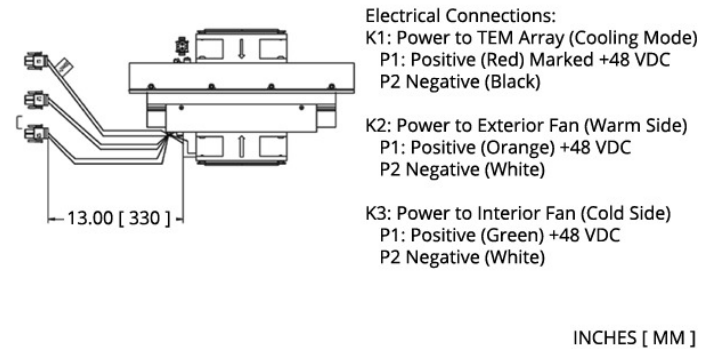 Electrical Connections:
K1: Power to TEM Array (Cooling Mode)
P1: Positive (Red) Marked +48 VDC
P2 Negative (Black)
K2: Power to Exterior Fan (Warm Side)
P1: Positive (Orange) +48 VDC
P2 Negative (White)
13.00 [ 330 ]
K3: Power to Interior Fan (Cold Side)
P1: Positive (Green) +48 VDC
P2 Negative (White)
INCHES [ MM ]